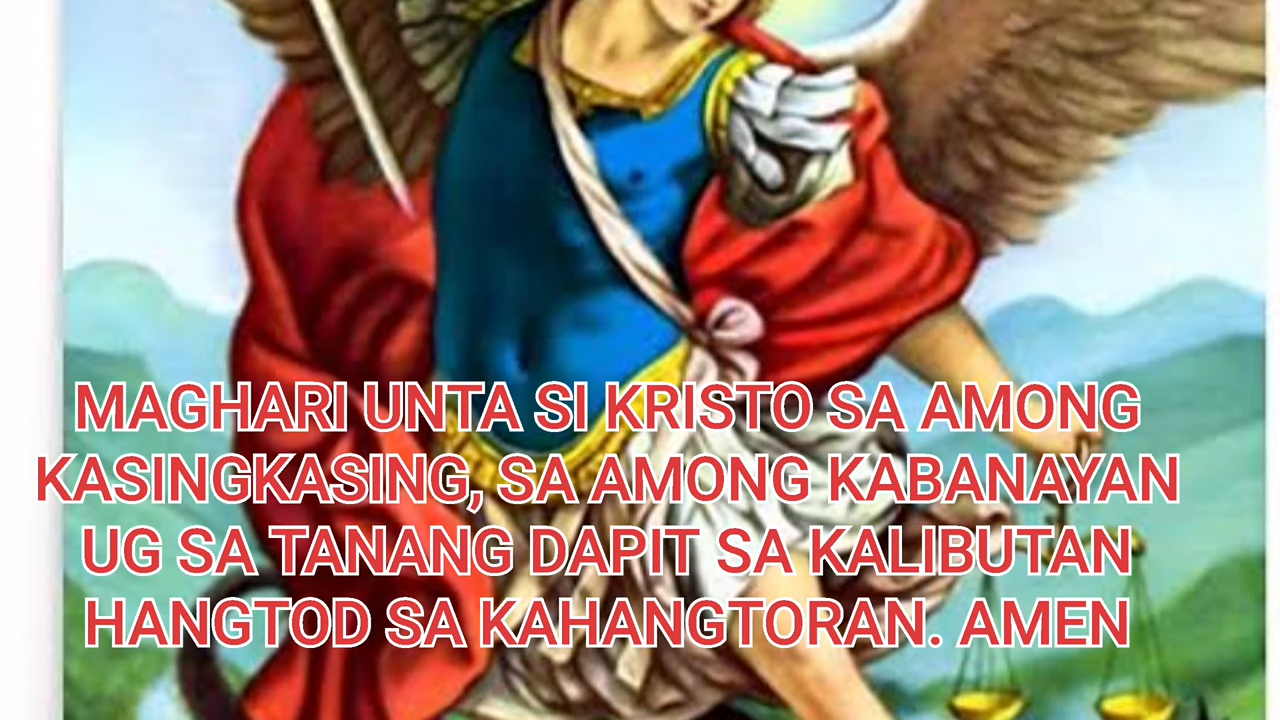 MAGHARI UNTA SI KRISTO SA AMONG
KASINGKASING, SA AMONG KABANAYAN
UG SA TANANG DAPIT SA KALIBUTAN
HANGTOD SA KAHANGTORAN. AMEN